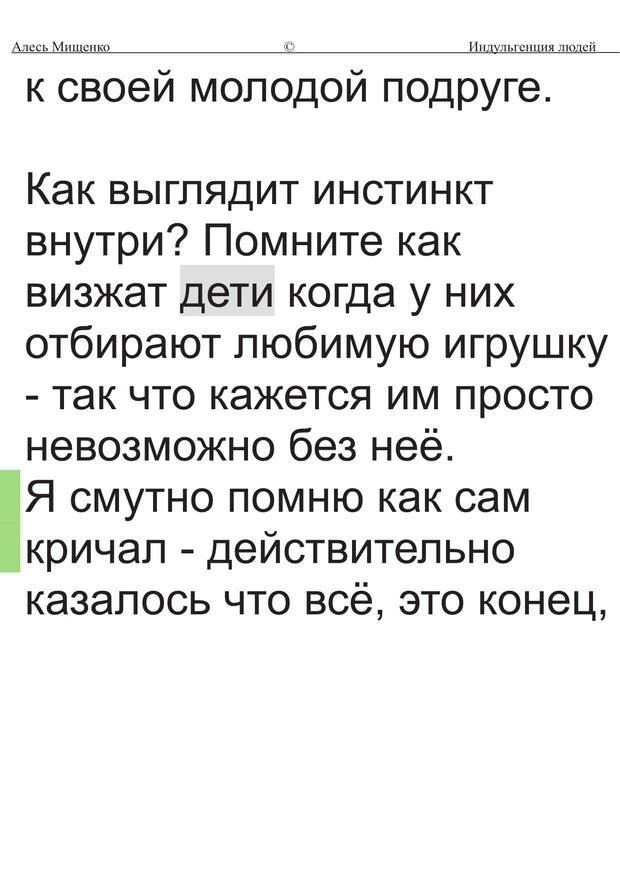 Алесь Мищенко © Индульгенция людей
к своей молодой подруге.
Как выглядит инстинкт
внутри? Помните как
визжат дети когда у них
отбирают любимую игрушку
- так что кажется им просто
невозможно без неё.
Я смутно помню как сам
кричал - действительно
казалось что всё, это конец,